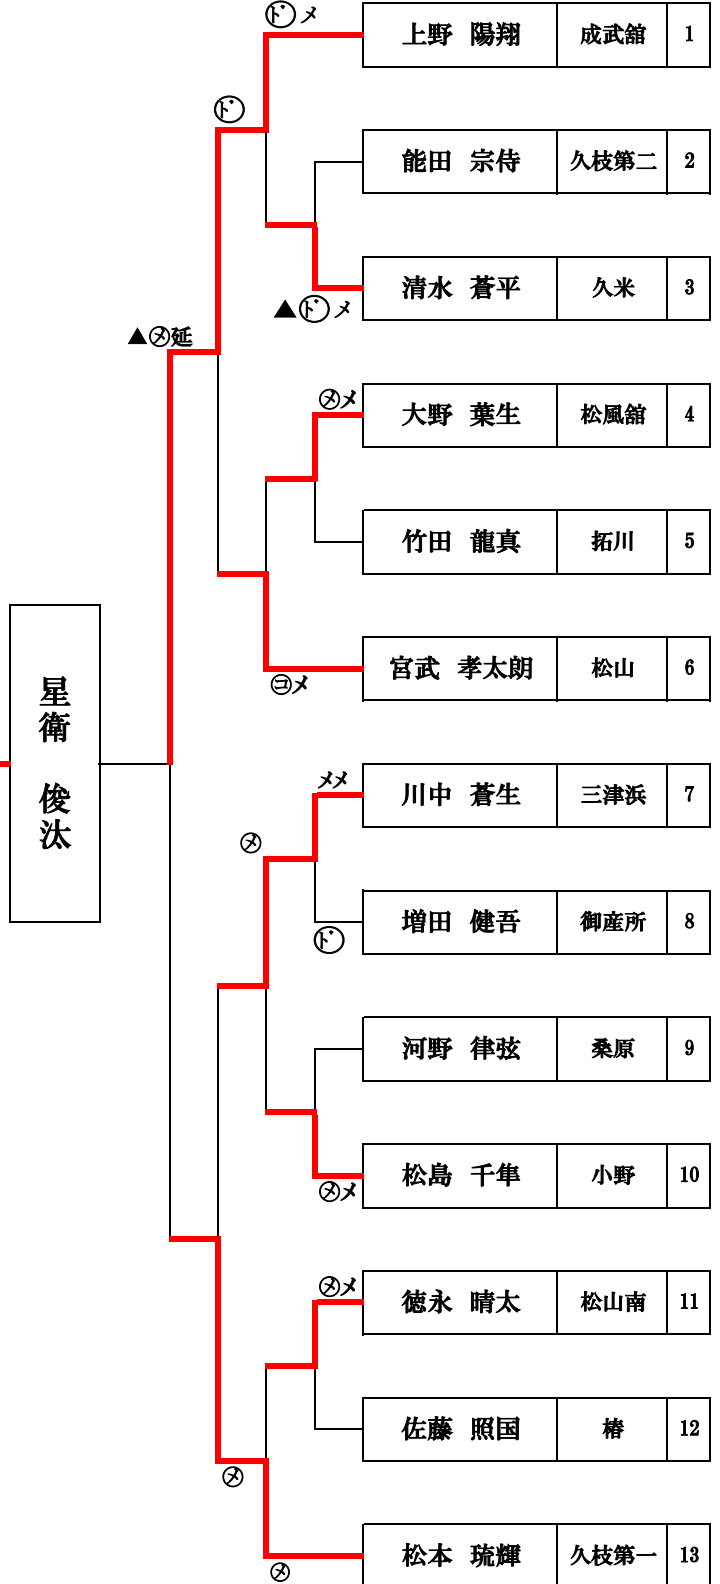 ㋣゛メ
上野 陽翔 成武舘 1
㋣゛
能田 宗侍 久枝第二 2
清水 蒼平 久米 3
▲㋣゛メ
▲㋱延
㋱メ
大野 葉生 松風舘 4
竹田 龍真 拓川 5
宮武 孝太朗 松山 6
㋙メ
星衛 俊汰
メメ
川中 蒼生 三津浜 7
㋱
増田 健吾 御産所 8
㋣゛
河野 律弦 桑原 9
松島 千隼 小野 10
㋱メ
㋱メ
徳永 晴太 松山南 11
佐藤 照国 椿 12
㋱
松本 琉輝 久枝第一 13
㋱